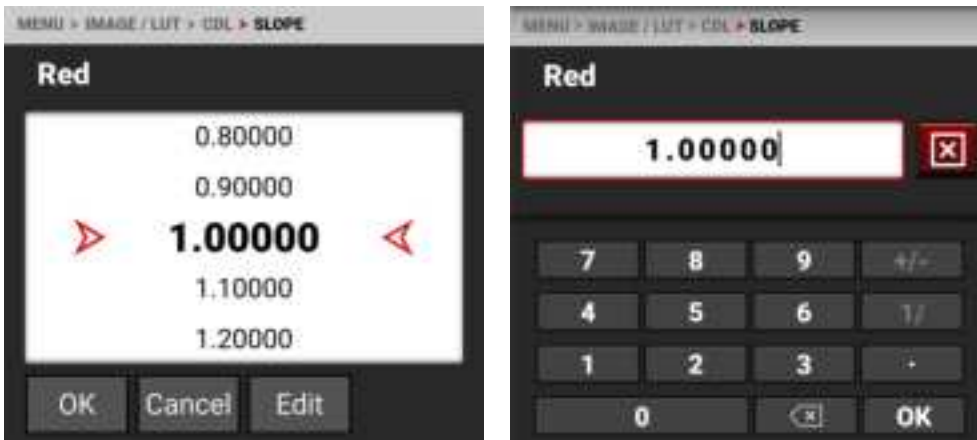 MENU > IMAGE / LUT > CDL > SLOPE
Red
0.80000
0.90000
1.00000
1.10000
1.20000
OK Cancel Edit
MENU > IMAGE / LUT > CDL > SLOPE
Red
1.00000
7 8 9 +/-
4 5 6 1/
1 2 3 .
0 OK